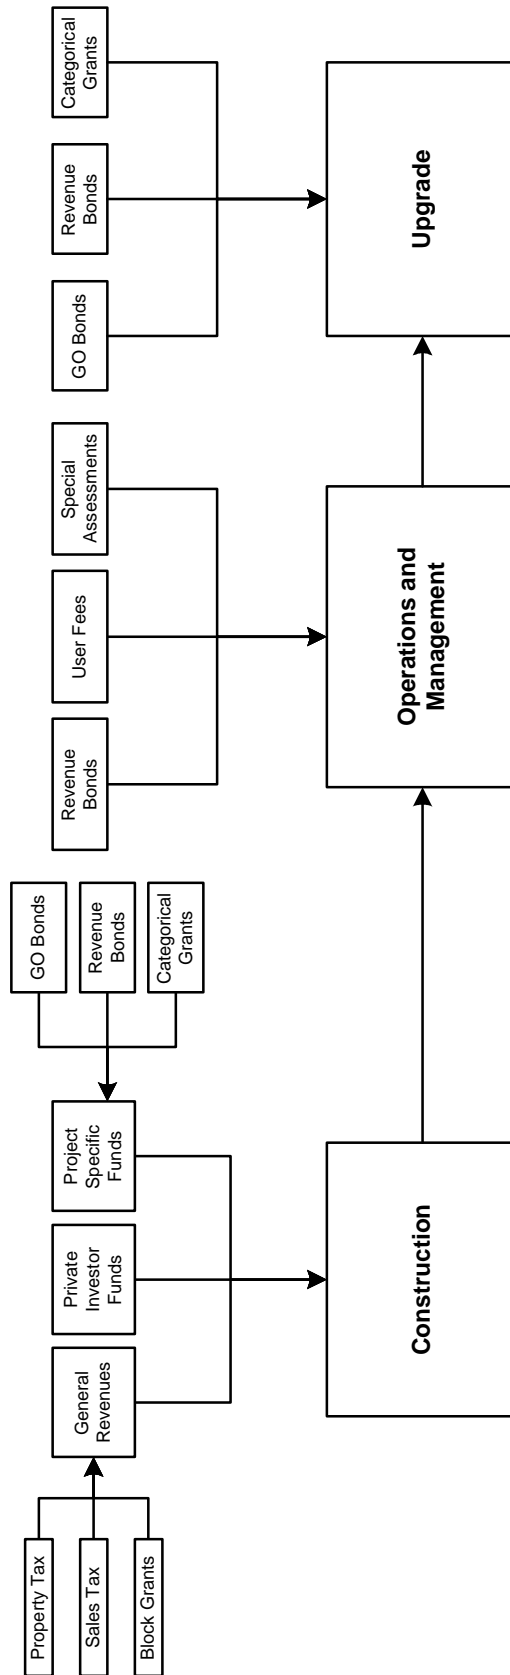 Property Tax
Sales Tax
Block Grants
General
Revenues
Private
Investor
Funds
Project
Specific
Funds
GO Bonds
Revenue
Bonds
Categorical
Grants
Revenue
Bonds
User Fees
Special
Assessments
GO Bonds
Revenue
Bonds
Categorical
Grants
Construction
Operations and
Management
Upgrade